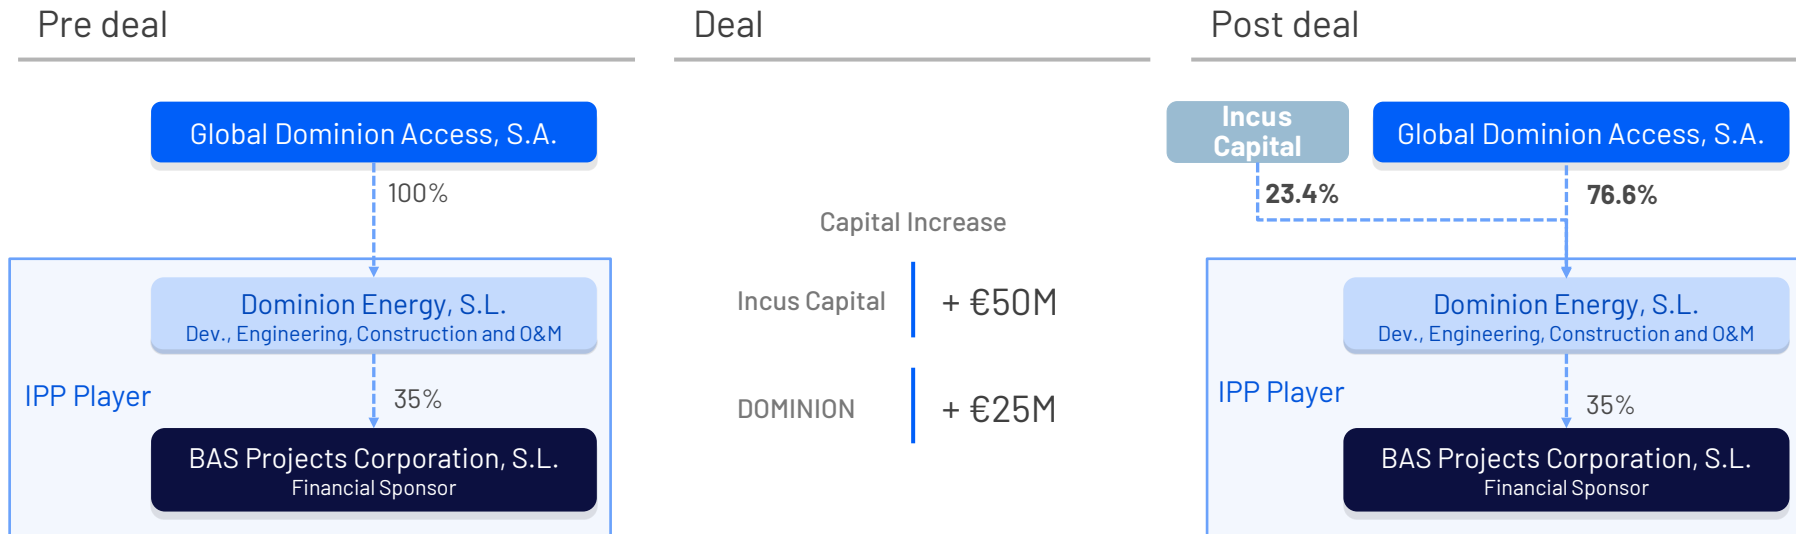 Pre deal
Global Dominion Access, S.A.
100%
Dominion Energy, S.L.
Dev., Engineering, Construction and O&M
IPP Player
35%
BAS Projects Corporation, S.L.
Financial Sponsor
Deal
Capital Increase
Incus Capital
+ €50M
DOMINION
+ €25M
Post deal
Incus
Capital
Global Dominion Access, S.A.
23.4%
76.6%
Dominion Energy, S.L.
Dev., Engineering, Construction and O&M
IPP Player
35%
BAS Projects Corporation, S.L.
Financial Sponsor